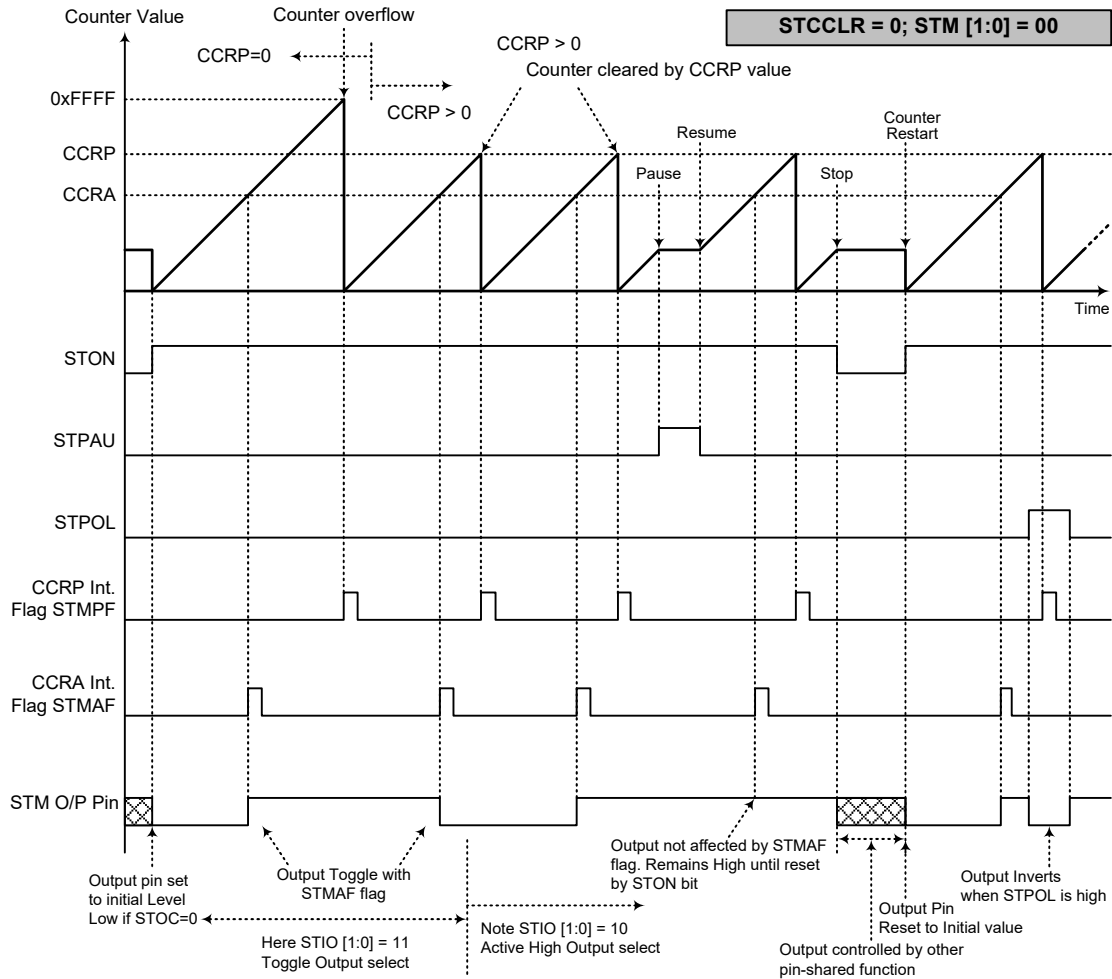 Counter Value
Counter overflow
STCCLR = 0; STM [1:0] = 00
CCRP=0
CCRP > 0
CCRP > 0
Counter cleared by CCRP value
0xFFFF
CCRP
CCRA
Pause
Resume
Stop
Counter
Restart
Time
STON
STPAU
STPOL
CCRP Int.
Flag STMPF
CCRA Int.
Flag STMAF
STM O/P Pin
Output pin set
to initial Level
Low if STOC=0
Output Toggle with
STMAF flag
Here STIO [1:0] = 11
Toggle Output select
Note STIO [1:0] = 10
Active High Output select
Output not affected by STMAF
flag. Remains High until reset
by STON bit
Output controlled by other
pin-shared function
Output Pin
Reset to Initial value
Output Inverts
when STPOL is high